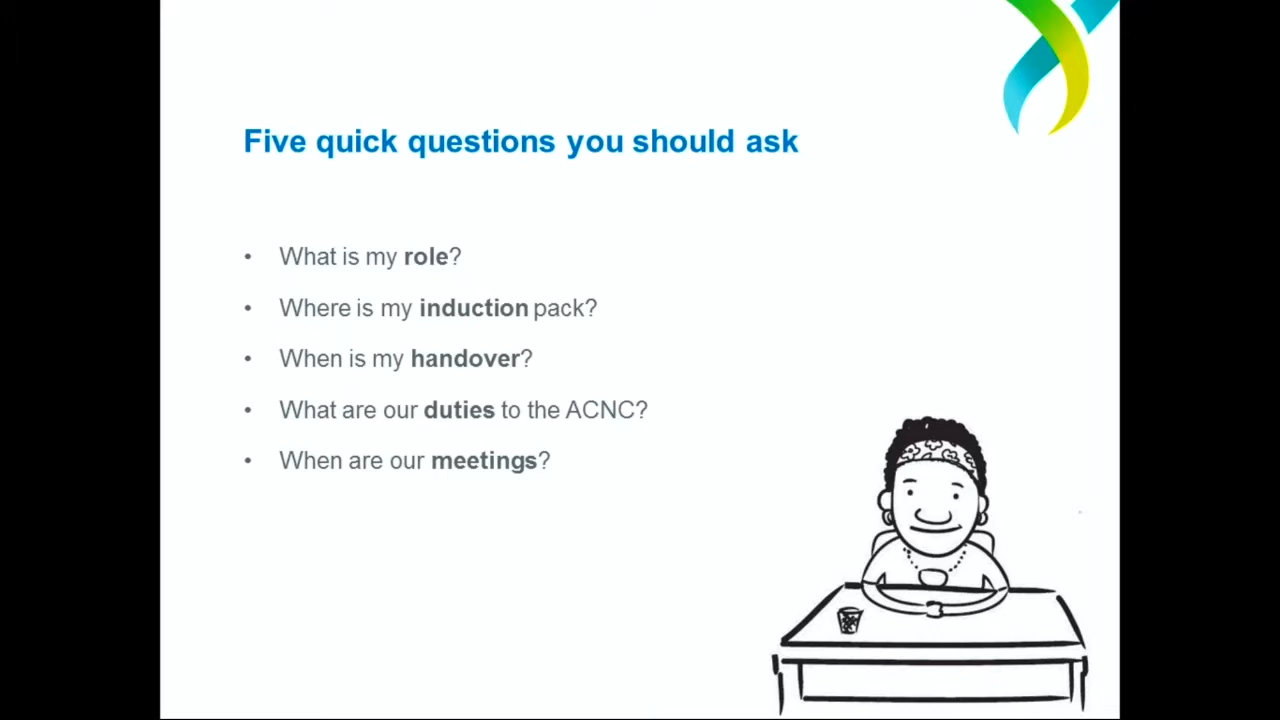 Five quick questions you should ask
• What is my role?
• Where is my induction pack?
• When is my handover?
• What are our duties to the ACNC?
• When are our meetings?